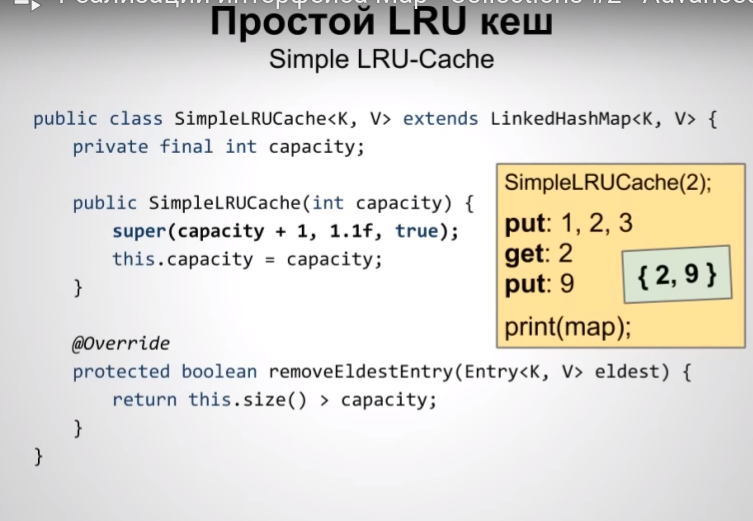 Реализации интерфейса Map - Collections #2 - Advanced
Простой LRU кеш
Simple LRU-Cache
public class SimpleLRUCache<K, V> extends LinkedHashMap<K, V> {
private final int capacity;
public SimpleLRUCache(int capacity) {
super(capacity + 1, 1.1f, true);
this.capacity = capacity;
}
@Override
protected boolean removeEldestEntry(Entry<K, V> eldest) {
return this.size() > capacity;
}
}
SimpleLRUCache(2);
put: 1, 2, 3
get: 2
put: 9
{ 2, 9 }
print(map);